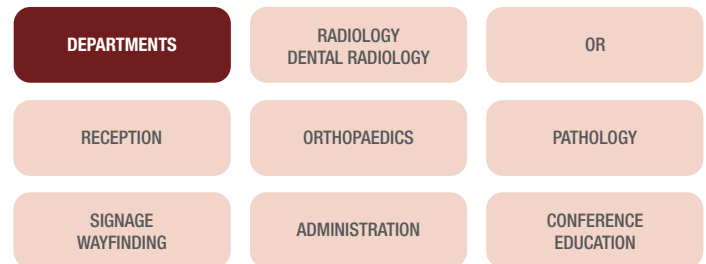 DEPARTMENTS
RADIOLOGY
DENTAL RADIOLOGY
OR
RECEPTION
ORTHOPAEDICS
PATHOLOGY
SIGNAGE
WAYFINDING
ADMINISTRATION
CONFERENCE
EDUCATION